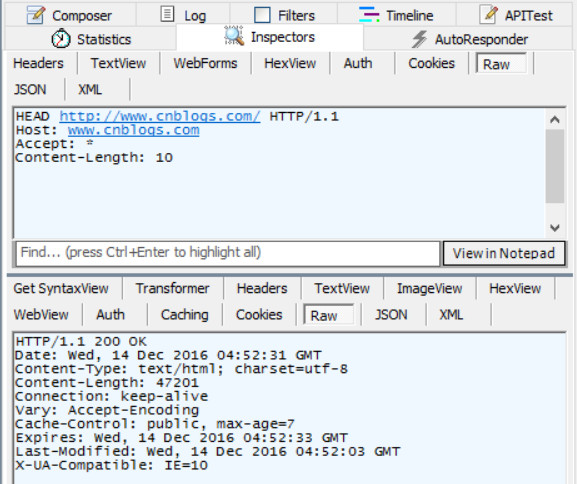 Composer Log Filters Timeline APITest
Statistics Inspectors AutoResponder
Headers TextView WebForms HexView Auth Cookies Raw
JSON XML
HEAD http://www.cnblogs.com/ HTTP/1.1
Host: www.cnblogs.com
Accept: *
Content-Length: 10
Find... (press Ctrl+Enter to highlight all) View in Notepad
Get SyntaxView Transformer Headers TextView ImageView HexView
WebView Auth Caching Cookies Raw JSON XML
HTTP/1.1 200 OK
Date: Wed, 14 Dec 2016 04:52:31 GMT
Content-Type: text/html; charset=utf-8
Content-Length: 47201
Connection: keep-alive
Vary: Accept-Encoding
Cache-Control: public, max-age=7
Expires: Wed, 14 Dec 2016 04:52:33 GMT
Last-Modified: Wed, 14 Dec 2016 04:52:03 GMT
X-UA-Compatible: IE=10